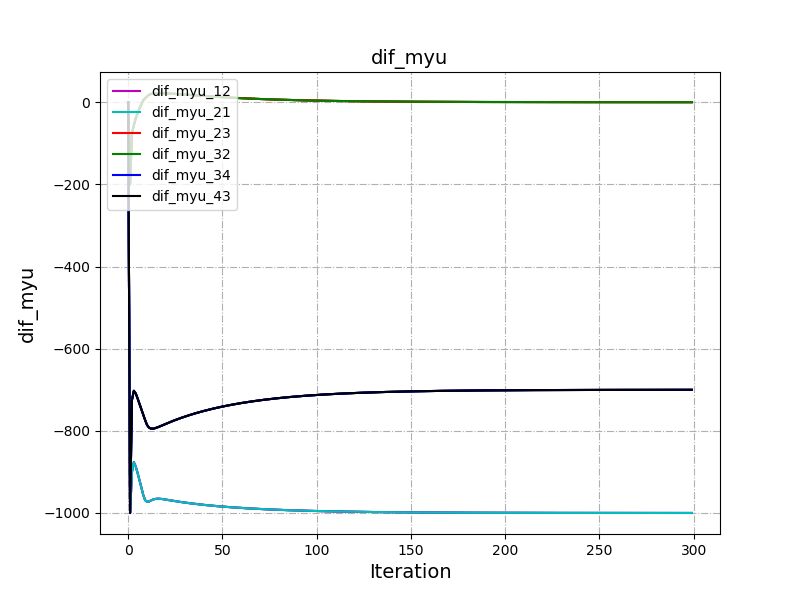 dif_myu
dif_myu_12
dif_myu_21
dif_myu_23
dif_myu_32
dif_myu_34
dif_myu_43
0
−200
−400
−600
−800
−1000
dif_myu
0 50 100 150 200 250 300
Iteration